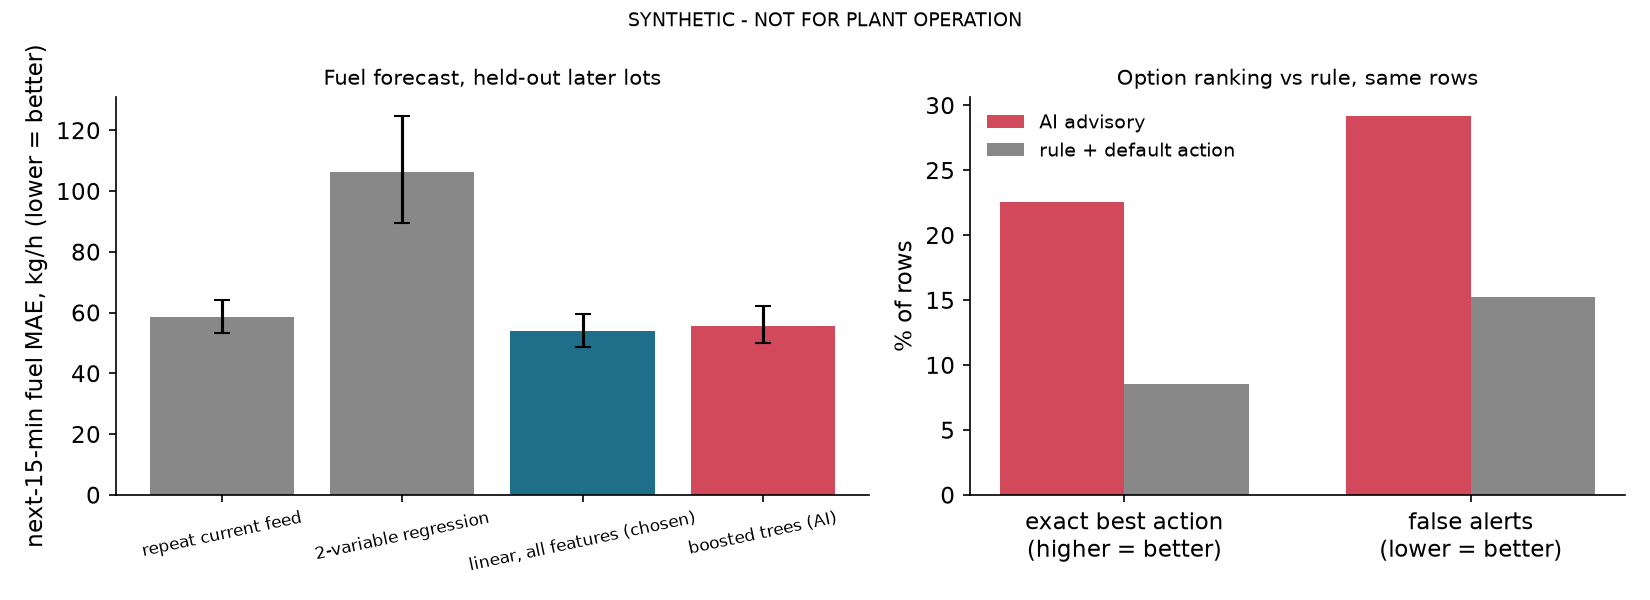 SYNTHETIC - NOT FOR PLANT OPERATION
Fuel forecast, held-out later lots
next-15-min fuel MAE, kg/h (lower = better)
120
100
80
60
40
20
0
repeat current feed
2-variable regression
linear, all features (chosen)
boosted trees (AI)
Option ranking vs rule, same rows
AI advisory
rule + default action
% of rows
30
25
20
15
10
5
0
exact best action
(higher = better)
false alerts
(lower = better)